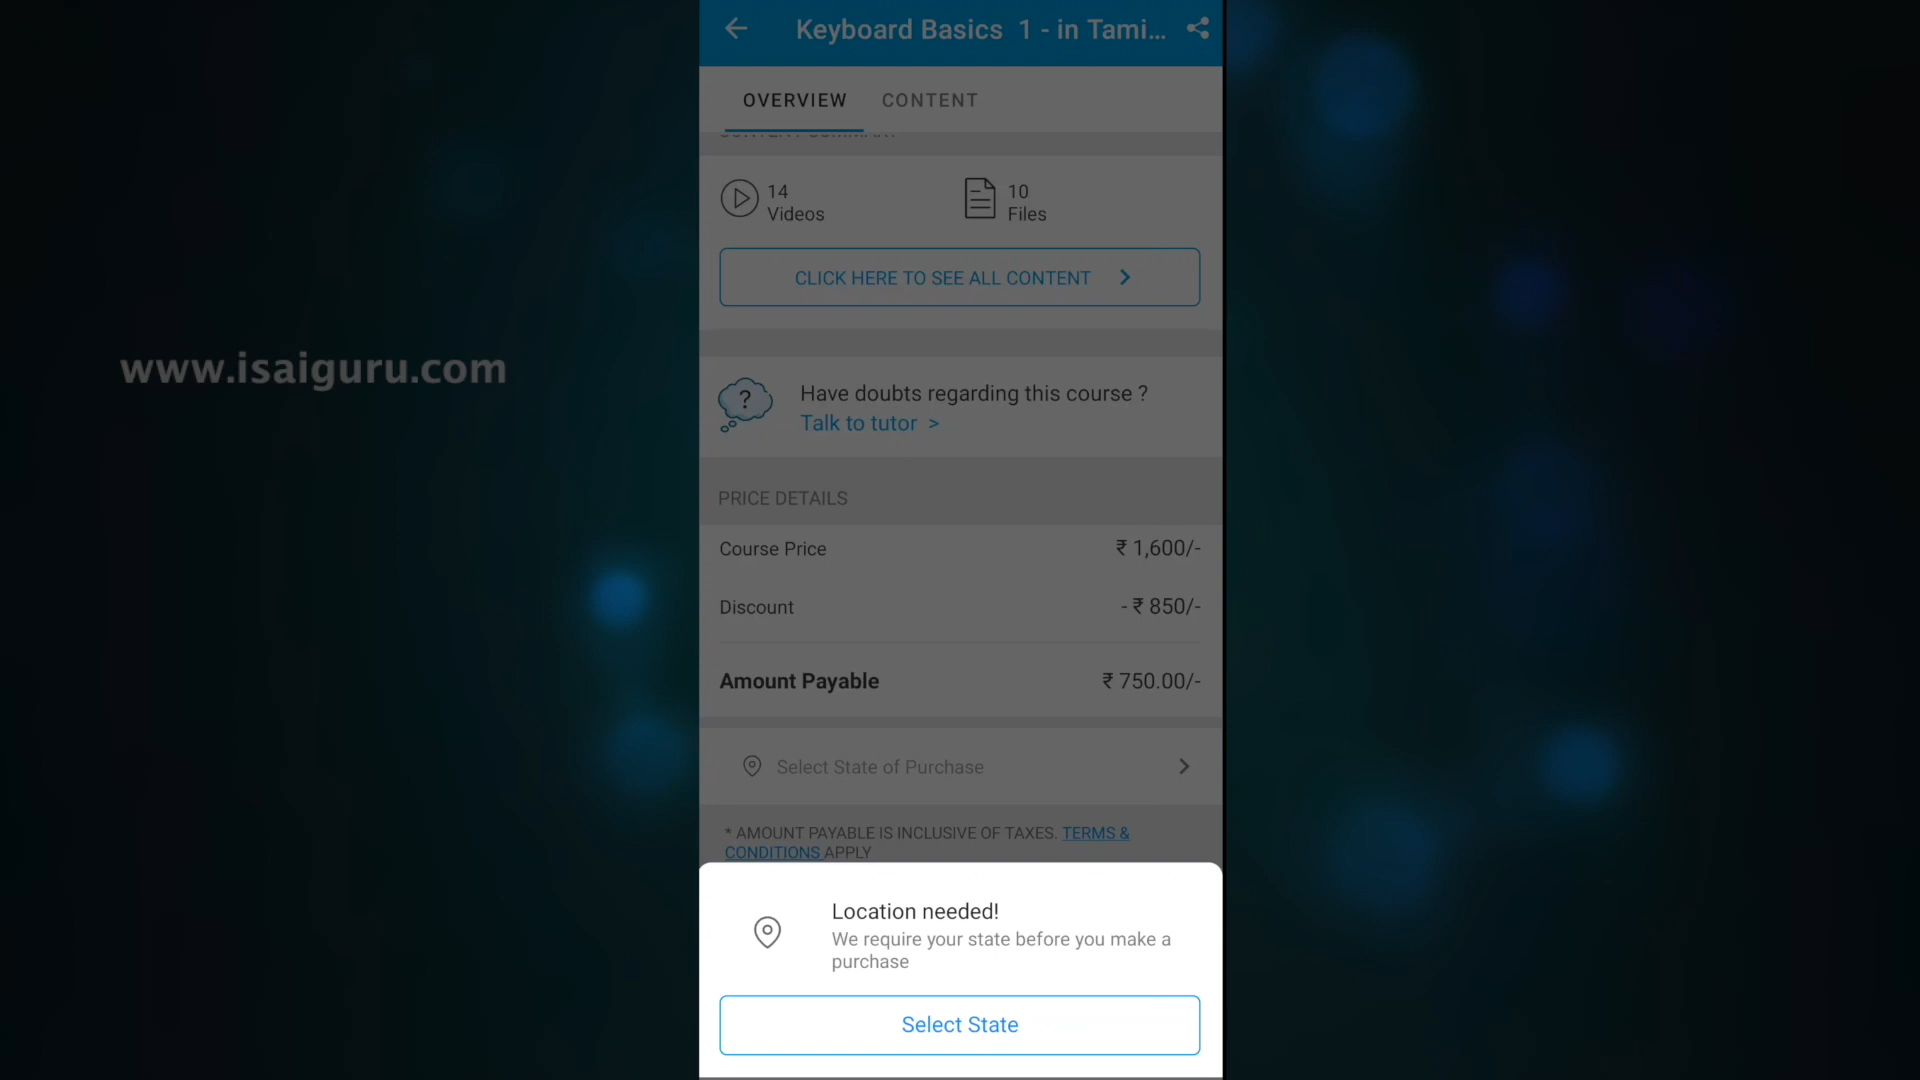 Keyboard Basics 1 - in Tami...
OVERVIEW CONTENT
14
Videos
10
Files
CLICK HERE TO SEE ALL CONTENT >
www.isaiguru.com
?
Have doubts regarding this course ?
Talk to tutor >
PRICE DETAILS
Course Price ₹ 1,600/-
Discount - ₹ 850/-
Amount Payable ₹ 750.00/-
Select State of Purchase
* AMOUNT PAYABLE IS INCLUSIVE OF TAXES. TERMS &
CONDITIONS APPLY
Location needed!
We require your state before you make a
purchase
Select State